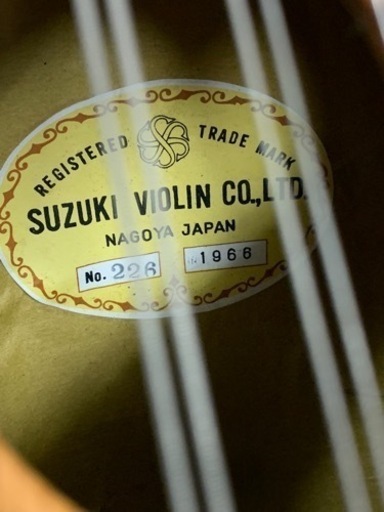 REGISTERED TRADE MARK
SUZUKI VIOLIN CO.,LTD.
NAGOYA JAPAN
No. 226 1966